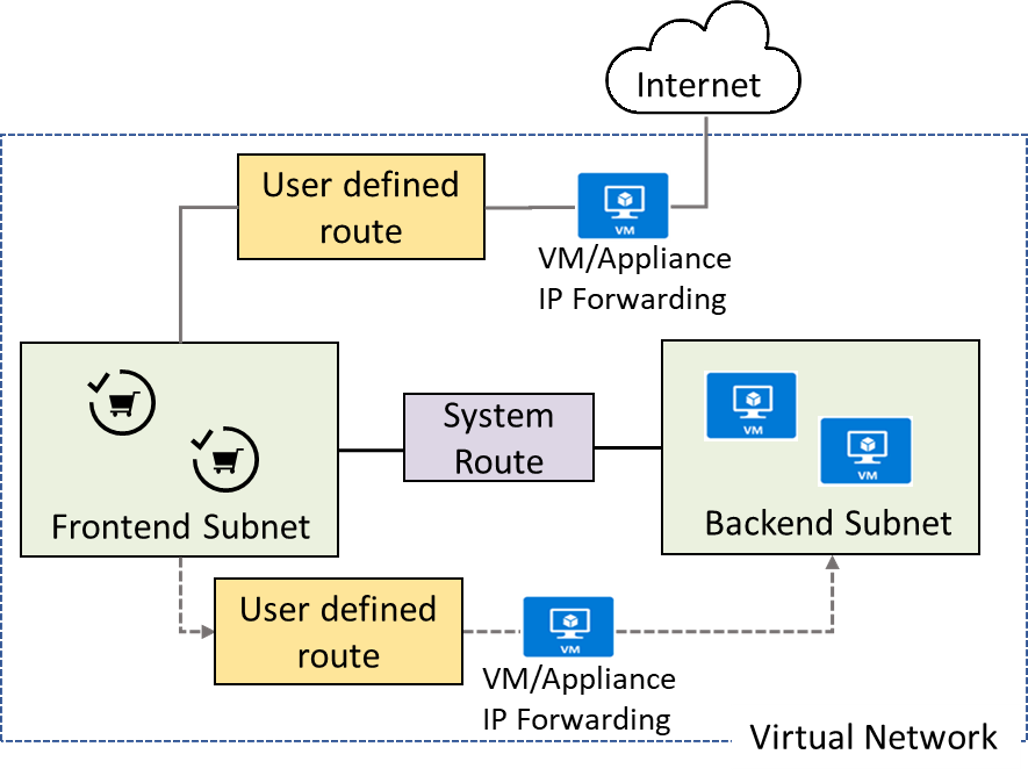 Internet
User defined
route
VM
VM/Appliance
IP Forwarding
System
Route
VM
VM
Frontend Subnet
Backend Subnet
User defined
route
VM
VM/Appliance
IP Forwarding
Virtual Network